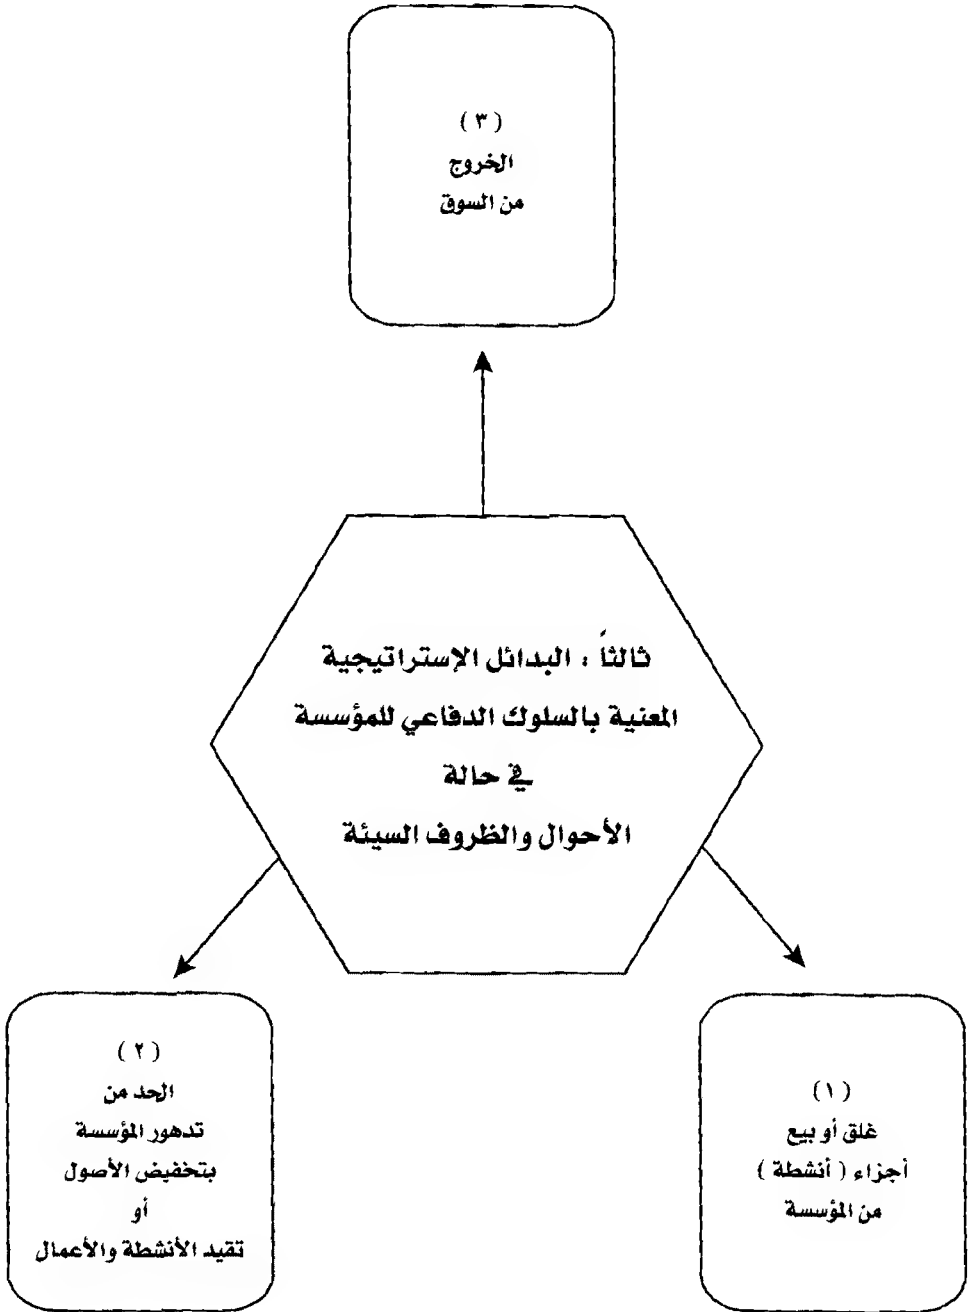 ( ٣ )
الخروج
من السوق
ثالثاً : البدائل الإستراتيجية
المعنية بالسلوك الدفاعي للمؤسسة
في حالة
الأحوال والظروف السيئة
( ١ )
غلق أو بيع
أجزاء ( أنشطة )
من المؤسسة
( ٢ )
الحد من
تدهور المؤسسة
بتخفيض الأصول
أو
تقيد الأنشطة والأعمال